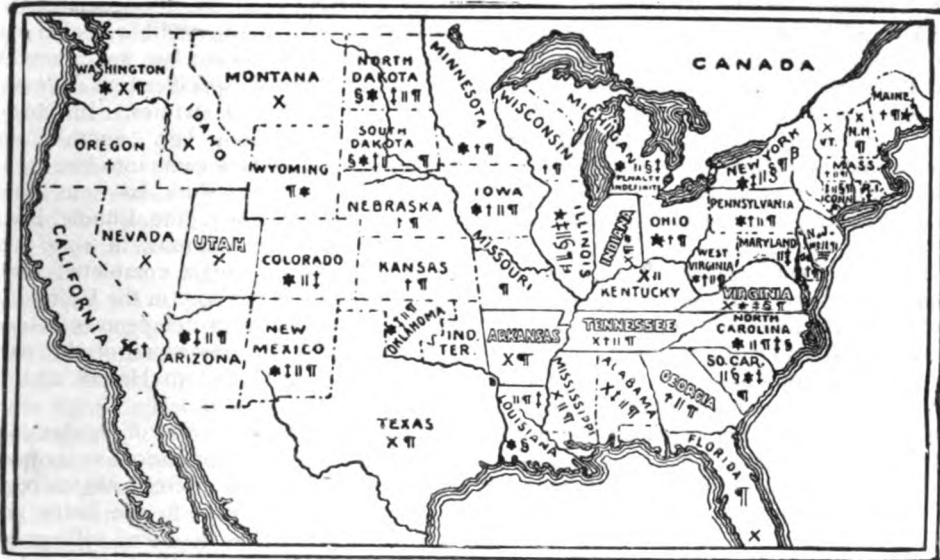 CANADA
WASHINGTON
✱ X ¶
OREGON
X
IDAHO
X
MONTANA
X
NORTH
DAKOTA
§✱‡||¶
SOUTH
DAKOTA
§✱‡||
¶
MINNESOTA
✱†¶
WISCONSIN
†¶
MICHIGAN
PENALTY
INDEFINITE
MAINE
†¶★
VT.
X
N.H.
X
¶
MASS.
R.I.
CONN.
NEW YORK
WYOMING
¶✱
NEBRASKA
†¶
IOWA
✱†||¶
ILLINOIS
INDIANA
OHIO
★†¶
PENNSYLVANIA
✱†||¶
NEVADA
X
UTAH
X
COLORADO
✱||‡
KANSAS
†¶
MISSOURI
||
¶
KENTUCKY
X||
WEST
VIRGINIA
✱†||¶
MARYLAND
VIRGINIA
X✱‡§¶
CALIFORNIA
ARIZONA
✱‡||¶
NEW
MEXICO
✱‡||¶
OKLAHOMA
IND.
TER.
ARKANSAS
X¶
TENNESSEE
X†||¶
NORTH
CAROLINA
✱||¶‡§
SO. CAR.
||§✱‡
¶
TEXAS
X¶
LOUISIANA
||¶‡
✱§
MISSISSIPPI
X||¶
ALABAMA
X‡||¶
GEORGIA
†||¶
FLORIDA
¶
X